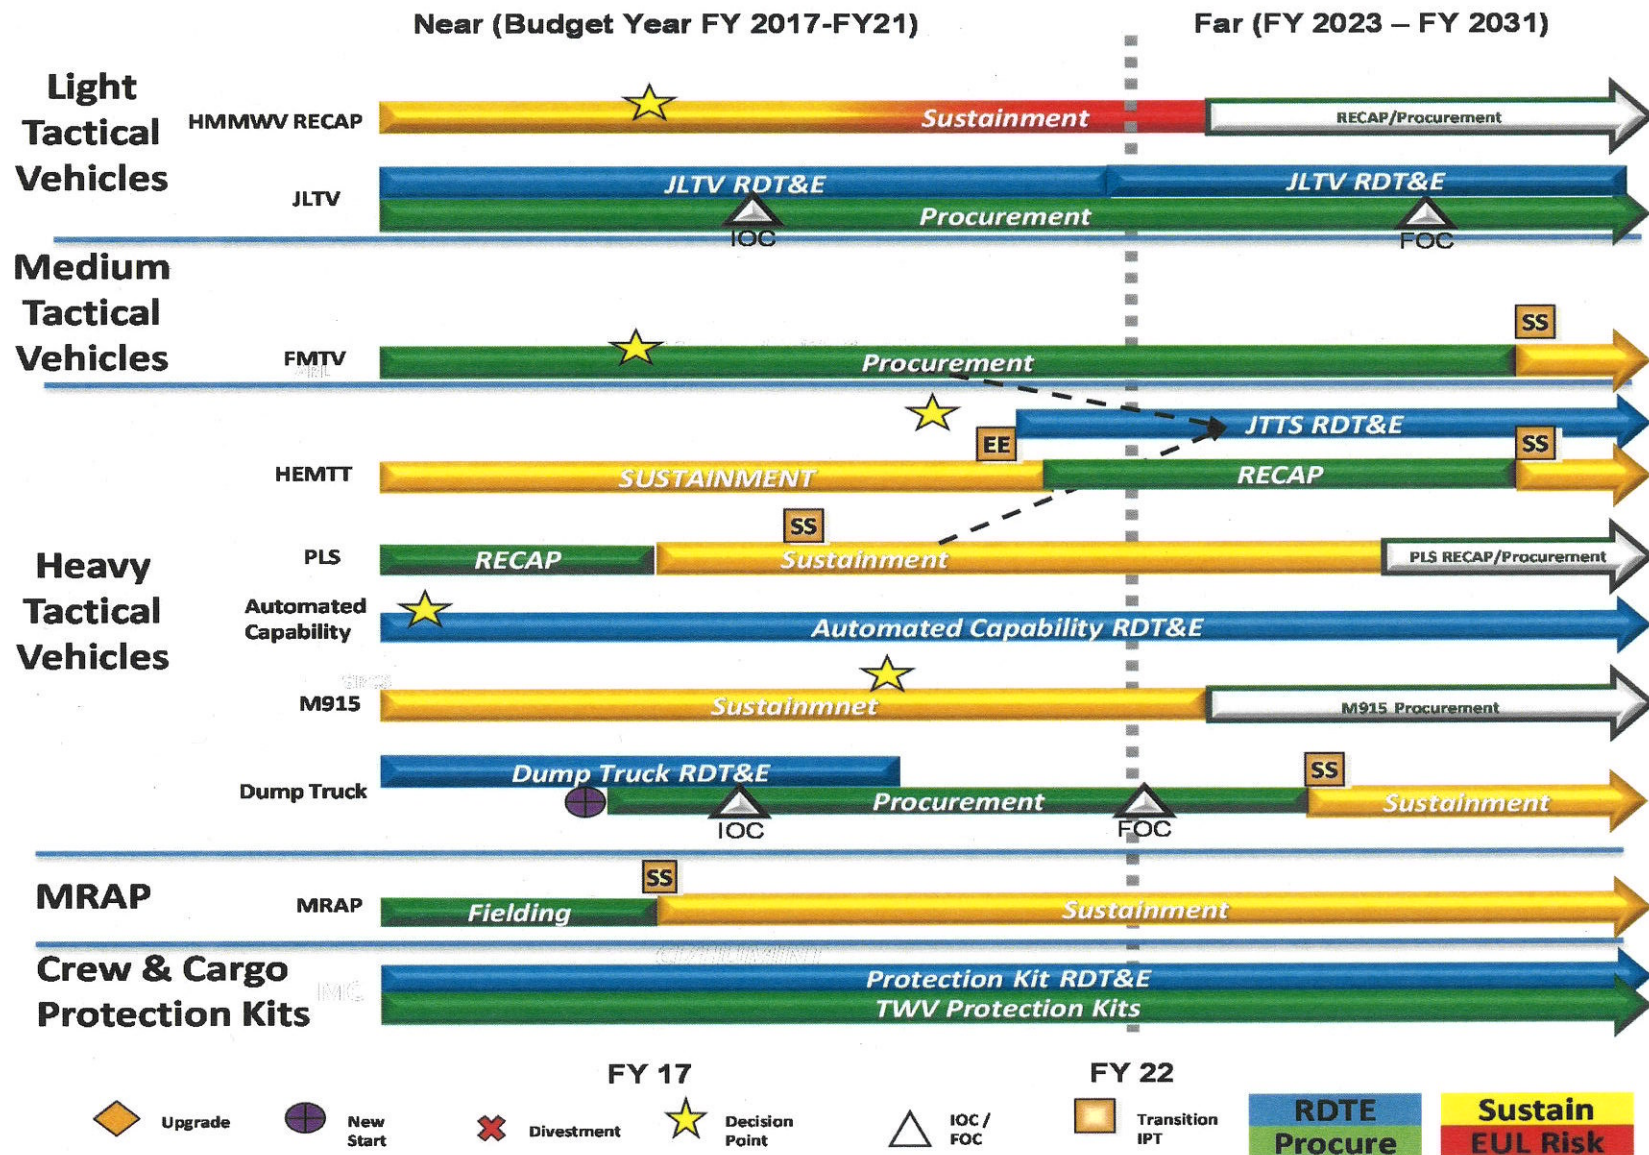 Near (Budget Year FY 2017-FY21)
Far (FY 2023 – FY 2031)
Light
Tactical
Vehicles
HMMWV RECAP
Sustainment
RECAP/Procurement
JLTV
JLTV RDT&E
JLTV RDT&E
Procurement
IOC
FOC
Medium
Tactical
Vehicles
FMTV
Procurement
SS
JTTS RDT&E
EE
SS
HEMTT
SUSTAINMENT
RECAP
Heavy
Tactical
Vehicles
SS
PLS
RECAP
Sustainment
PLS RECAP/Procurement
Automated
Capability
Automated Capability RDT&E
M915
Sustainmnet
M915 Procurement
Dump Truck
Dump Truck RDT&E
SS
Procurement
Sustainment
IOC
FOC
MRAP
SS
MRAP
Fielding
Sustainment
Crew & Cargo
Protection Kits
CI/HUMINT
IMC
Protection Kit RDT&E
TWV Protection Kits
FY 17
FY 22
Upgrade
New
Start
Divestment
Decision
Point
IOC /
FOC
Transition
IPT
RDTE
Procure
Sustain
EUL Risk